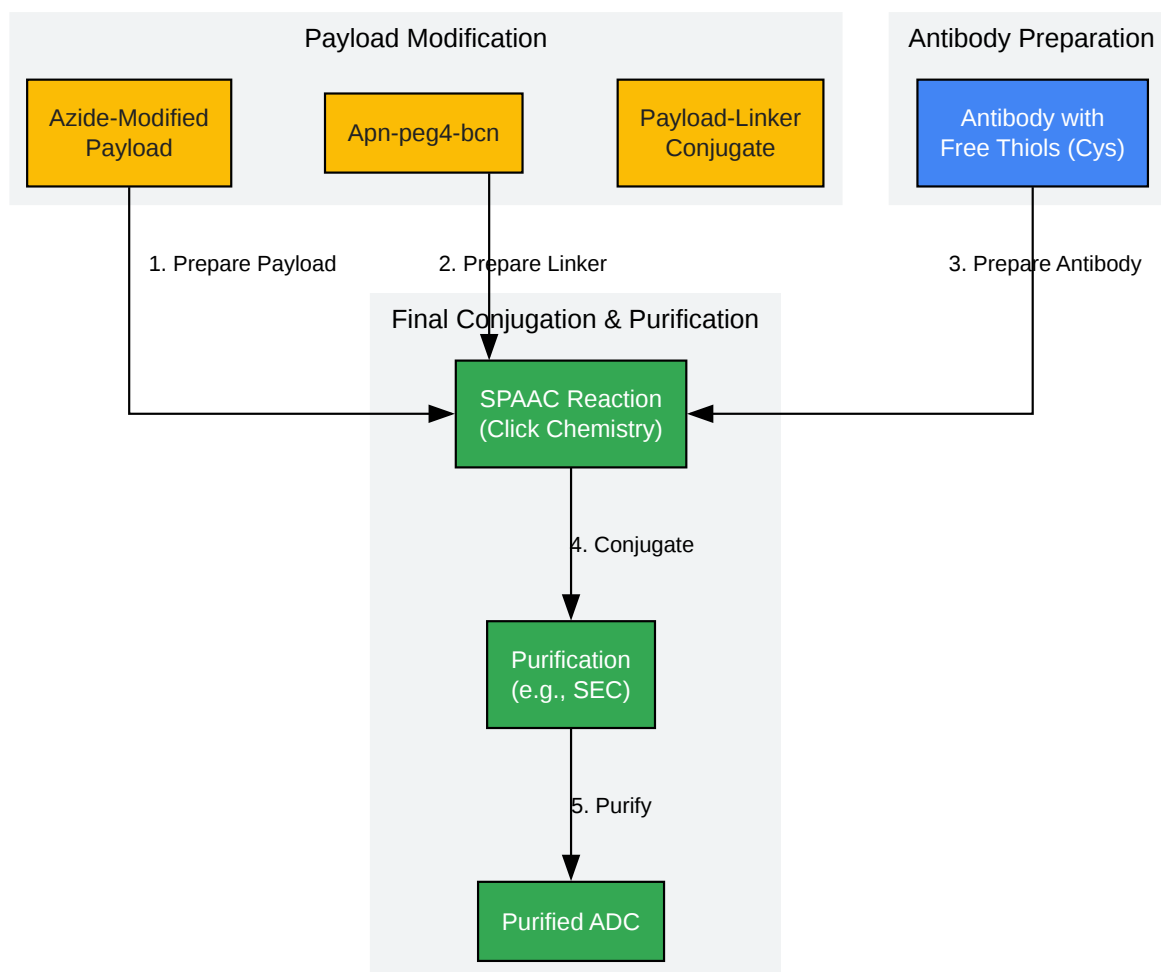 Payload Modification
Antibody Preparation
Azide-Modified
Payload
Apn-peg4-bcn
Payload-Linker
Conjugate
Antibody with
Free Thiols (Cys)
1. Prepare Payload
2. Prepare Linker
3. Prepare Antibody
Final Conjugation & Purification
SPAAC Reaction
(Click Chemistry)
4. Conjugate
Purification
(e.g., SEC)
5. Purify
Purified ADC